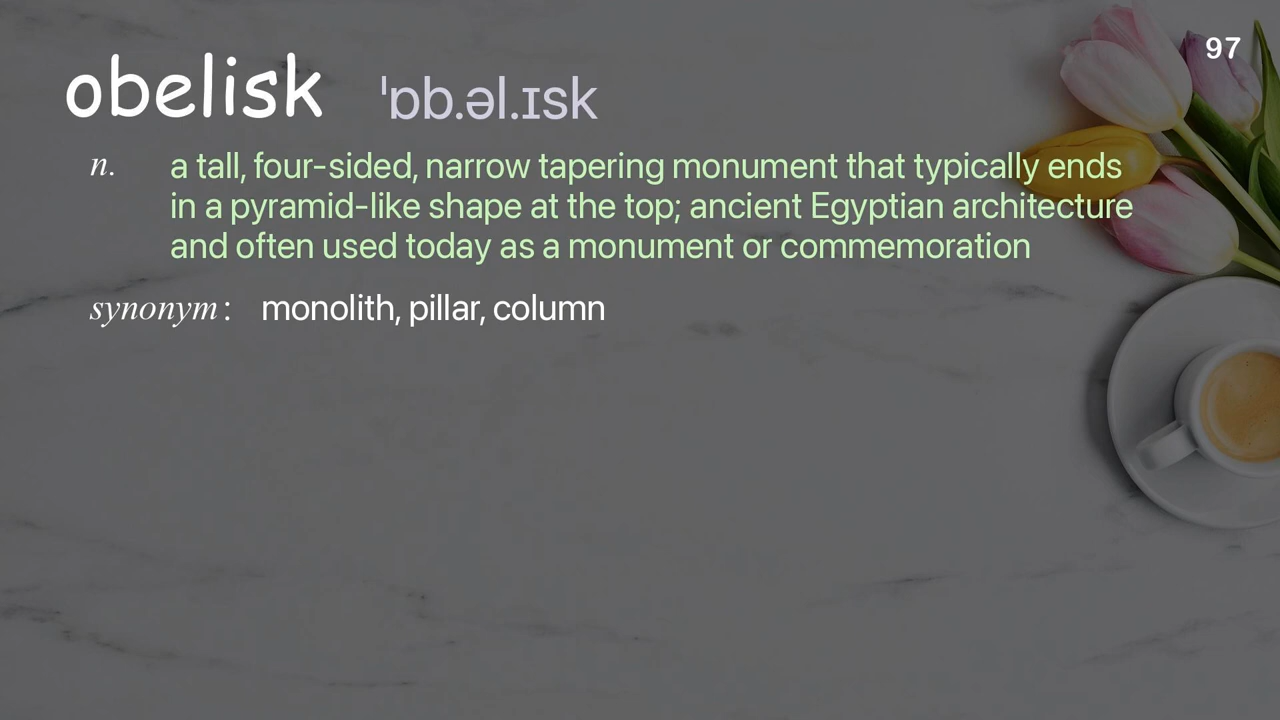 97
obelisk ˈɒb.əl.ɪsk
n. a tall, four-sided, narrow tapering monument that typically ends
in a pyramid-like shape at the top; ancient Egyptian architecture
and often used today as a monument or commemoration
synonym: monolith, pillar, column